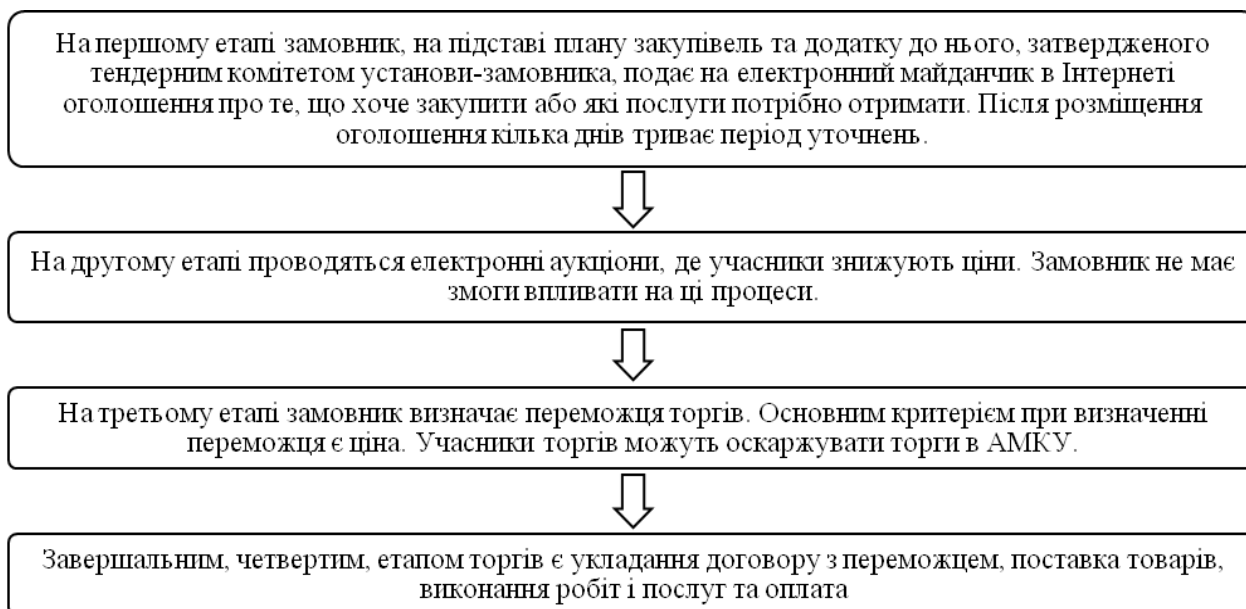 На першому етапі замовник, на підставі плану закупівель та додатку до нього, затвердженого
тендерним комітетом установи-замовника, подає на електронний майданчик в Інтернеті
оголошення про те, що хоче закупити або які послуги потрібно отримати. Після розміщення
оголошення кілька днів триває період уточнень.
На другому етапі проводяться електронні аукціони, де учасники знижують ціни. Замовник не має
змоги впливати на ці процеси.
На третьому етапі замовник визначає переможця торгів. Основним критерієм при визначенні
переможця є ціна. Учасники торгів можуть оскаржувати торги в АМКУ.
Завершальним, четвертим, етапом торгів є укладання договору з переможцем, поставка товарів,
виконання робіт і послуг та оплата